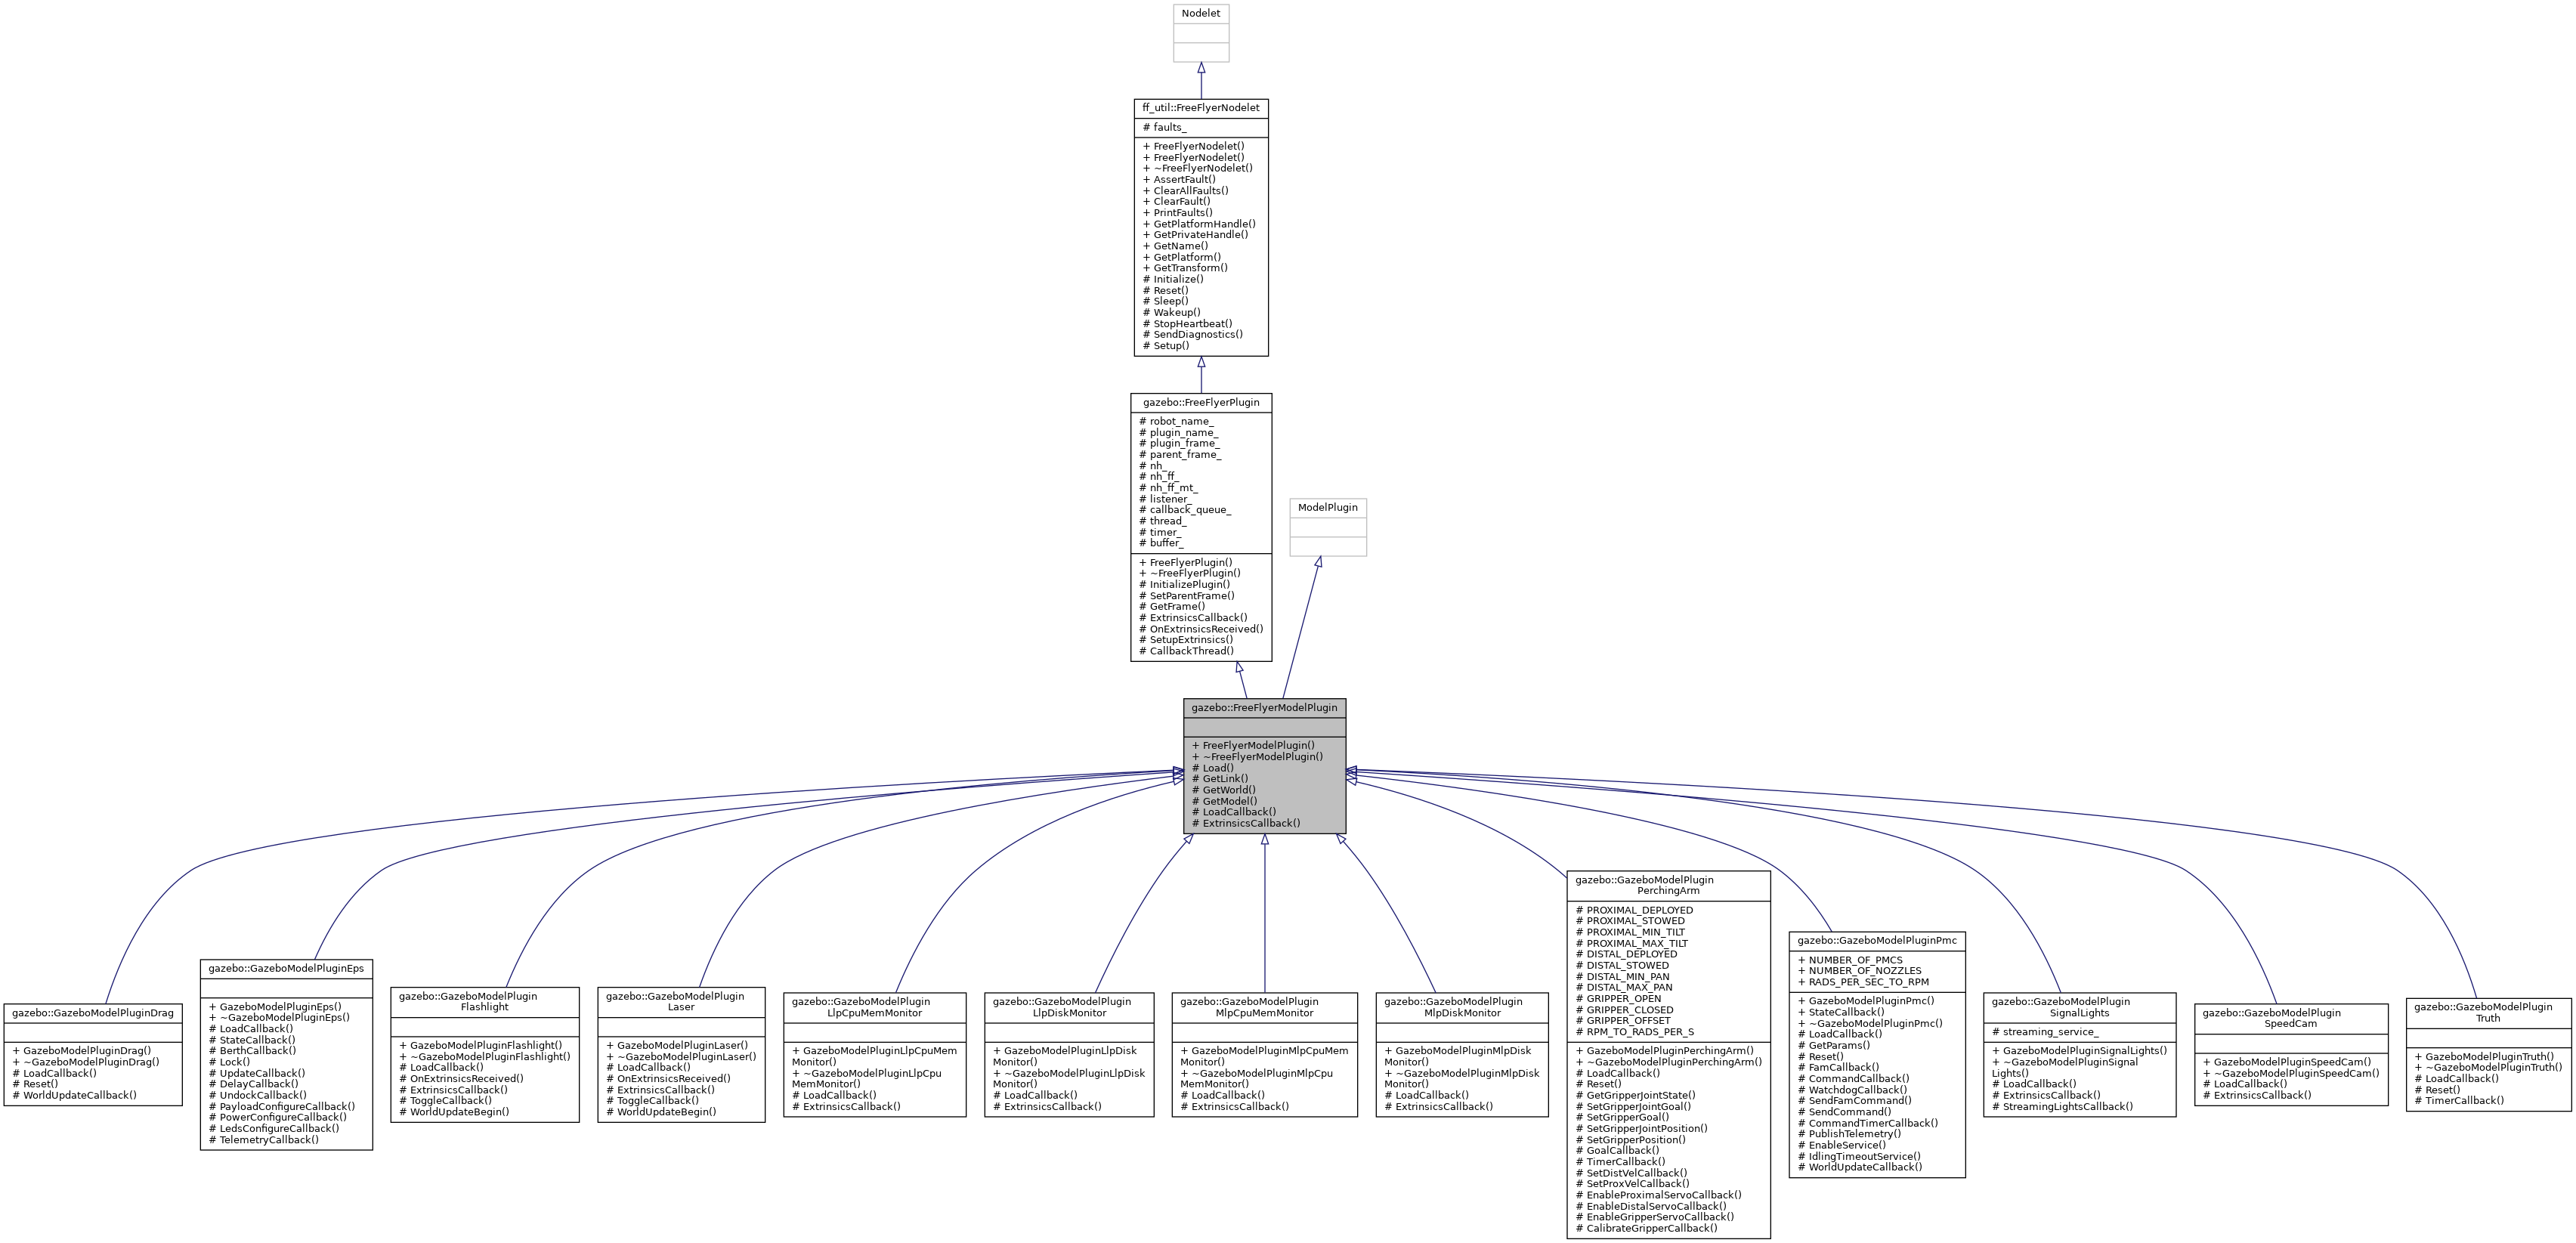 Nodelet
ff_util::FreeFlyerNodelet
# faults_
+ FreeFlyerNodelet()
+ FreeFlyerNodelet()
+ ~FreeFlyerNodelet()
+ AssertFault()
+ ClearAllFaults()
+ ClearFault()
+ PrintFaults()
+ GetPlatformHandle()
+ GetPrivateHandle()
+ GetName()
+ GetPlatform()
+ GetTransform()
# Initialize()
# Reset()
# Sleep()
# Wakeup()
# StopHeartbeat()
# SendDiagnostics()
# Setup()
gazebo::FreeFlyerPlugin
# robot_name_
# plugin_name_
# plugin_frame_
# parent_frame_
# nh_
# nh_ff_
# nh_ff_mt_
# listener_
# callback_queue_
# thread_
# timer_
# buffer_
+ FreeFlyerPlugin()
+ ~FreeFlyerPlugin()
# InitializePlugin()
# SetParentFrame()
# GetFrame()
# ExtrinsicsCallback()
# OnExtrinsicsReceived()
# SetupExtrinsics()
# CallbackThread()
ModelPlugin
gazebo::FreeFlyerModelPlugin
+ FreeFlyerModelPlugin()
+ ~FreeFlyerModelPlugin()
# Load()
# GetLink()
# GetWorld()
# GetModel()
# LoadCallback()
# ExtrinsicsCallback()
gazebo::GazeboModelPluginDrag
+ GazeboModelPluginDrag()
+ ~GazeboModelPluginDrag()
# LoadCallback()
# Reset()
# WorldUpdateCallback()
gazebo::GazeboModelPluginEps
+ GazeboModelPluginEps()
+ ~GazeboModelPluginEps()
# LoadCallback()
# StateCallback()
# BerthCallback()
# Lock()
# UpdateCallback()
# DelayCallback()
# UndockCallback()
# PayloadConfigureCallback()
# PowerConfigureCallback()
# LedsConfigureCallback()
# TelemetryCallback()
gazebo::GazeboModelPlugin
Flashlight
+ GazeboModelPluginFlashlight()
+ ~GazeboModelPluginFlashlight()
# LoadCallback()
# OnExtrinsicsReceived()
# ExtrinsicsCallback()
# ToggleCallback()
# WorldUpdateBegin()
gazebo::GazeboModelPlugin
Laser
+ GazeboModelPluginLaser()
+ ~GazeboModelPluginLaser()
# LoadCallback()
# OnExtrinsicsReceived()
# ExtrinsicsCallback()
# ToggleCallback()
# WorldUpdateBegin()
gazebo::GazeboModelPlugin
LlpCpuMemMonitor
+ GazeboModelPluginLlpCpuMem
Monitor()
+ ~GazeboModelPluginLlpCpu
MemMonitor()
# LoadCallback()
# ExtrinsicsCallback()
gazebo::GazeboModelPlugin
LlpDiskMonitor
+ GazeboModelPluginLlpDisk
Monitor()
+ ~GazeboModelPluginLlpDisk
Monitor()
# LoadCallback()
# ExtrinsicsCallback()
gazebo::GazeboModelPlugin
MlpCpuMemMonitor
+ GazeboModelPluginMlpCpuMem
Monitor()
+ ~GazeboModelPluginMlpCpu
MemMonitor()
# LoadCallback()
# ExtrinsicsCallback()
gazebo::GazeboModelPlugin
MlpDiskMonitor
+ GazeboModelPluginMlpDisk
Monitor()
+ ~GazeboModelPluginMlpDisk
Monitor()
# LoadCallback()
# ExtrinsicsCallback()
gazebo::GazeboModelPlugin
PerchingArm
# PROXIMAL_DEPLOYED
# PROXIMAL_STOWED
# PROXIMAL_MIN_TILT
# PROXIMAL_MAX_TILT
# DISTAL_DEPLOYED
# DISTAL_STOWED
# DISTAL_MIN_PAN
# DISTAL_MAX_PAN
# GRIPPER_OPEN
# GRIPPER_CLOSED
# GRIPPER_OFFSET
# RPM_TO_RADS_PER_S
+ GazeboModelPluginPerchingArm()
+ ~GazeboModelPluginPerchingArm()
# LoadCallback()
# Reset()
# GetGripperJointState()
# SetGripperJointGoal()
# SetGripperGoal()
# SetGripperJointPosition()
# SetGripperPosition()
# GoalCallback()
# TimerCallback()
# SetDistVelCallback()
# SetProxVelCallback()
# EnableProximalServoCallback()
# EnableDistalServoCallback()
# EnableGripperServoCallback()
# CalibrateGripperCallback()
gazebo::GazeboModelPluginPmc
+ NUMBER_OF_PMCS
+ NUMBER_OF_NOZZLES
+ RADS_PER_SEC_TO_RPM
+ GazeboModelPluginPmc()
+ StateCallback()
+ ~GazeboModelPluginPmc()
# LoadCallback()
# GetParams()
# Reset()
# FamCallback()
# CommandCallback()
# WatchdogCallback()
# SendFamCommand()
# SendCommand()
# CommandTimerCallback()
# PublishTelemetry()
# EnableService()
# IdlingTimeoutService()
# WorldUpdateCallback()
gazebo::GazeboModelPlugin
SignalLights
# streaming_service_
+ GazeboModelPluginSignalLights()
+ ~GazeboModelPluginSignal
Lights()
# LoadCallback()
# ExtrinsicsCallback()
# StreamingLightsCallback()
gazebo::GazeboModelPlugin
SpeedCam
+ GazeboModelPluginSpeedCam()
+ ~GazeboModelPluginSpeedCam()
# LoadCallback()
# ExtrinsicsCallback()
gazebo::GazeboModelPlugin
Truth
+ GazeboModelPluginTruth()
+ ~GazeboModelPluginTruth()
# LoadCallback()
# Reset()
# TimerCallback()